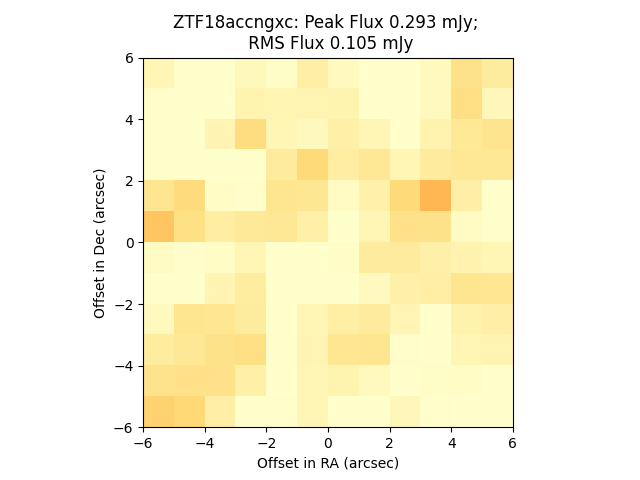 ZTF18accngxc: Peak Flux 0.293 mJy;
RMS Flux 0.105 mJy
6
4
2
0
−2
−4
−6
Offset in Dec (arcsec)
−6 −4 −2 0 2 4 6
Offset in RA (arcsec)